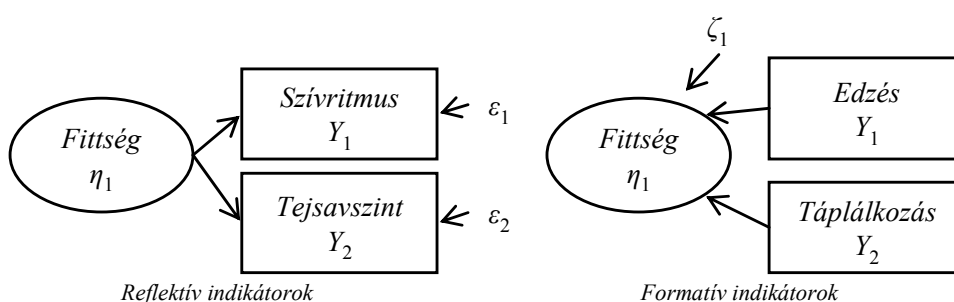 Fittség
η1
Szívritmus
Y1
ε1
Tejsavszint
Y2
ε2
Reflektív indikátorok
ζ1
Fittség
η1
Edzés
Y1
Táplálkozás
Y2
Formatív indikátorok